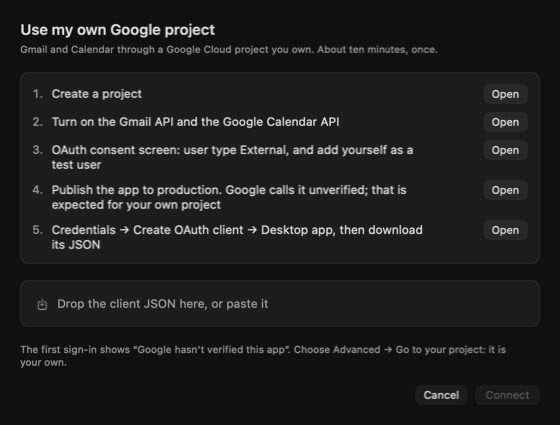 Use my own Google project
Gmail and Calendar through a Google Cloud project you own. About ten minutes, once.
1. Create a project Open
2. Turn on the Gmail API and the Google Calendar API Open
3. OAuth consent screen: user type External, and add yourself as a Open
test user
4. Publish the app to production. Google calls it unverified; that is Open
expected for your own project
5. Credentials → Create OAuth client → Desktop app, then download Open
its JSON
Drop the client JSON here, or paste it
The first sign-in shows “Google hasn't verified this app”. Choose Advanced → Go to your project: it is
your own.
Cancel Connect